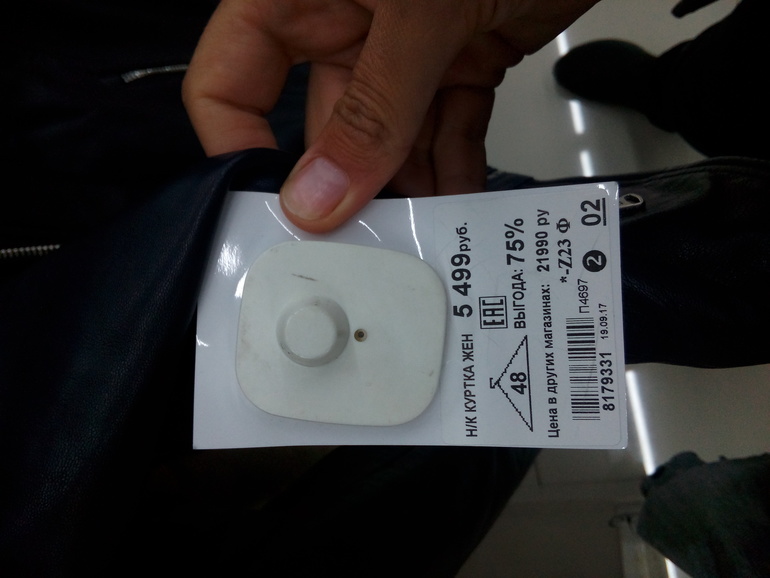 Н/К КУРТКА ЖЕН 5 499руб.
48 EAC ВЫГОДА: 75%
Цена в других магазинах: 21990 ру
*-Z23 Ф
П4697 2 02
8179331 19.09.17